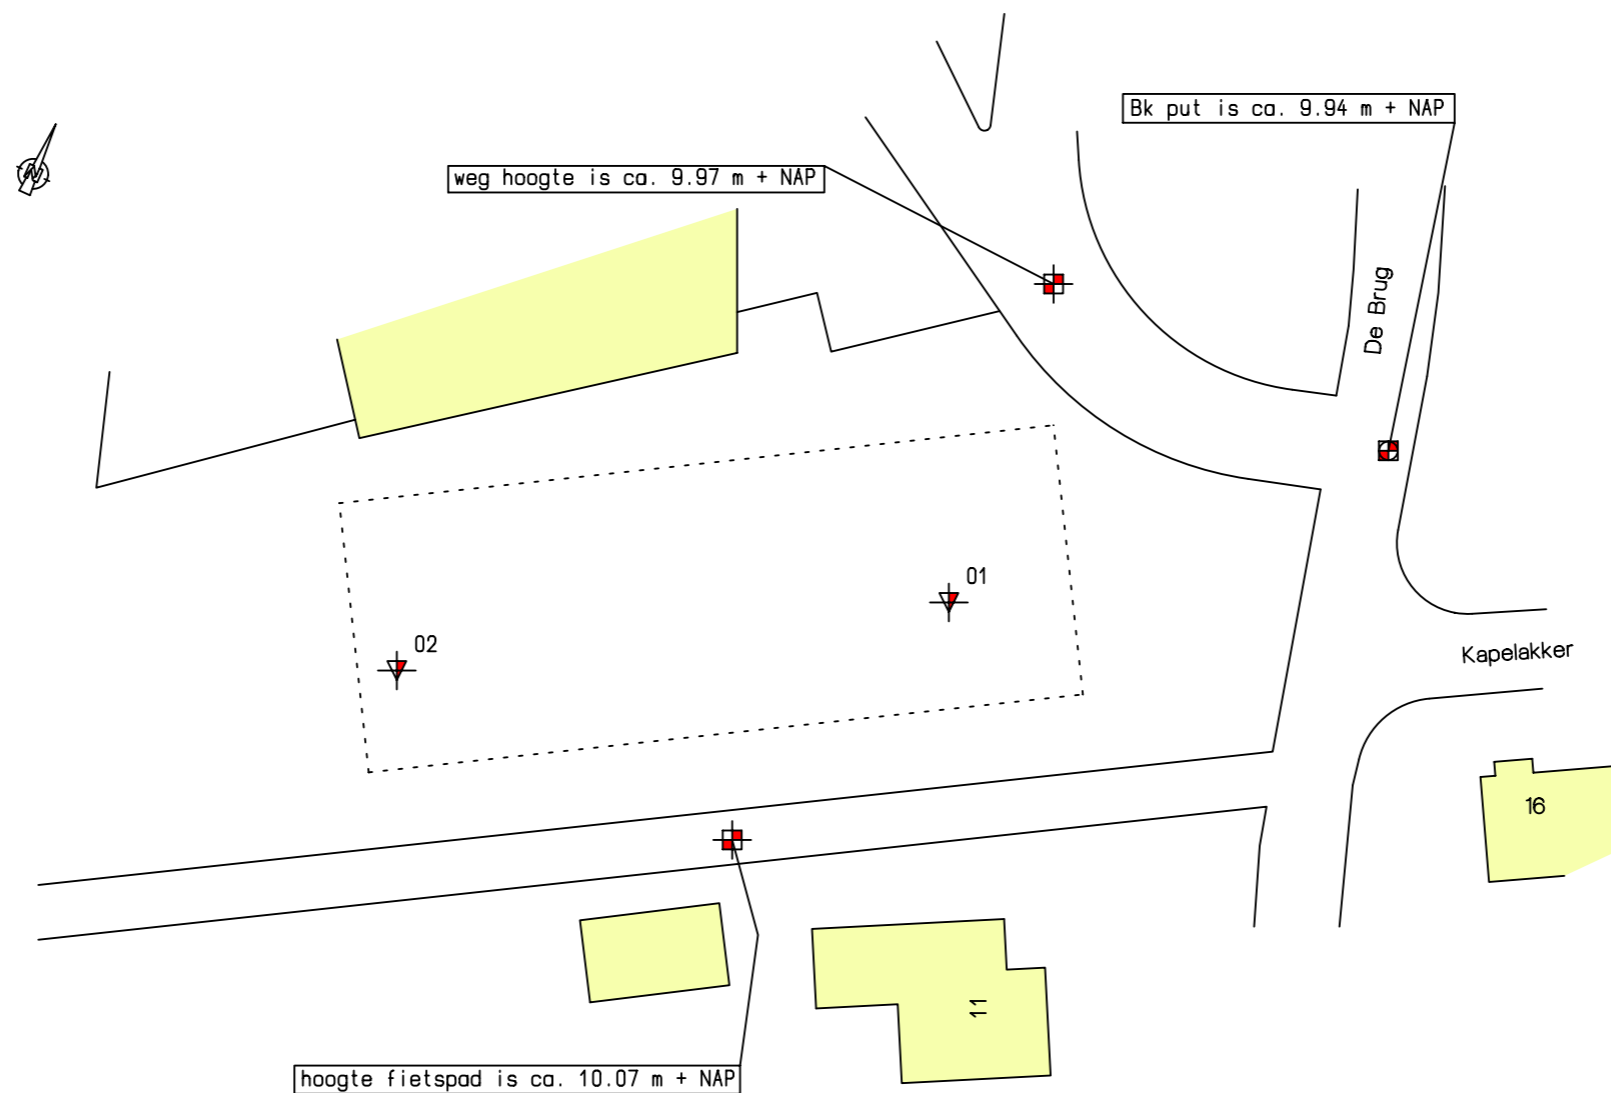 Bk put is ca. 9.94 m + NAP
N
weg hoogte is ca. 9.97 m + NAP
De Brug
01
02
Kapelakker
16
11
hoogte fietspad is ca. 10.07 m + NAP